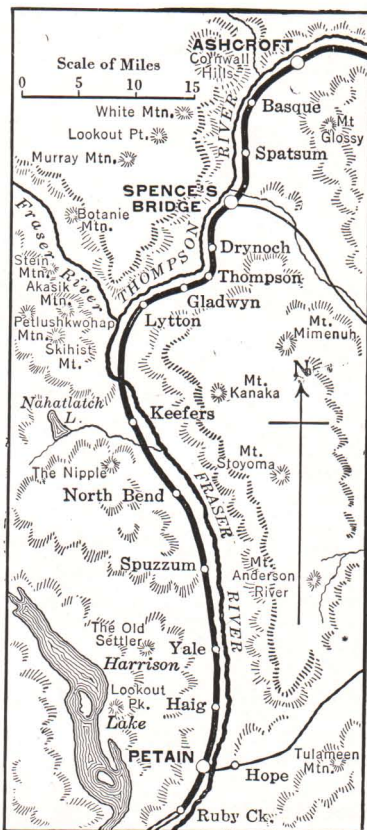 ASHCROFT
Cornwall
Hills
Scale of Miles
0 5 10 15
Basque
White Mtn.
Mt
Glossy
Lookout Pt.
RIVER
Spatsum
Murray Mtn.
SPENCE'S
BRIDGE
Fraser River
Botanie
Mtn.
THOMPSON
Drynoch
Stein
Mtn.
Akasik
Mtn.
Thompson
Gladwyn
Petlushkwohap
Mtn.
Lytton
Skihist
Mt.
Mt.
Mimenuh
N
Mt.
Kanaka
Nahatlatch
L.
Keefers
The Nipple
Mt.
Stoyoma
North Bend
FRASER
RIVER
Spuzzum
Mt.
Anderson
River
The Old
Settler
Yale
Harrison
Lookout
Pk.
Lake
Haig
PETAIN
Hope
Tulameen
Mtn.
Ruby Ck.